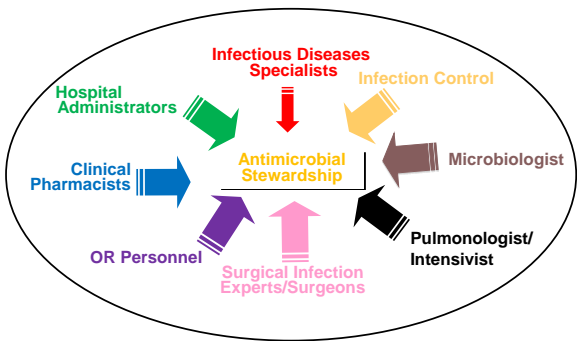 Infectious Diseases
Specialists
Infection Control
Hospital
Administrators
Antimicrobial
Stewardship
Microbiologist
Clinical
Pharmacists
Pulmonologist/
Intensivist
OR Personnel
Surgical Infection
Experts/Surgeons